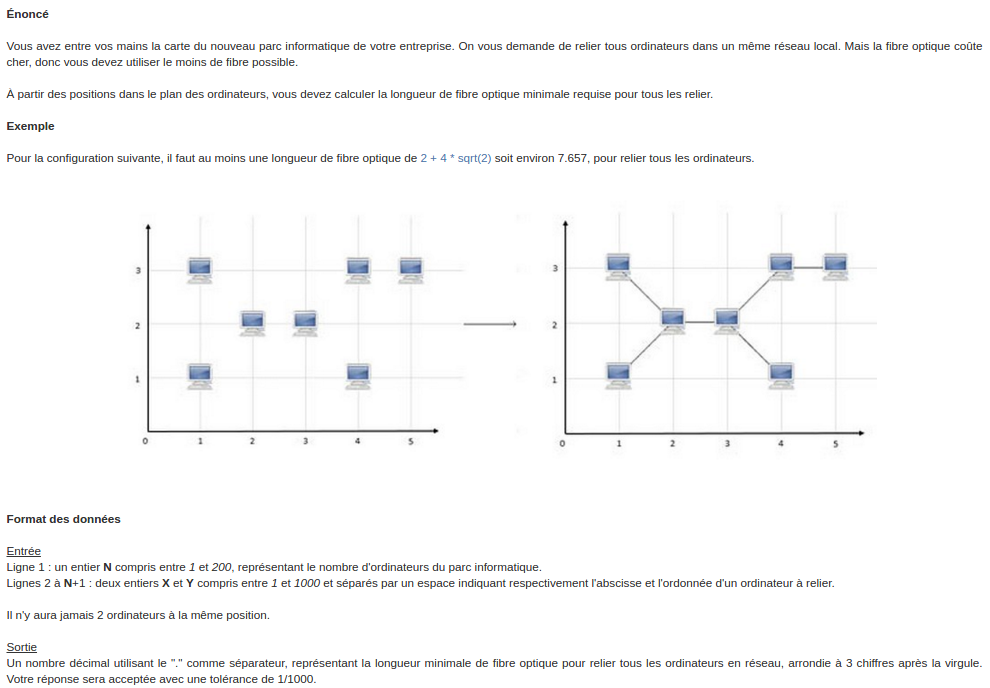 Énoncé
Vous avez entre vos mains la carte du nouveau parc informatique de votre entreprise. On vous demande de relier tous ordinateurs dans un même réseau local. Mais la fibre optique coûte
cher, donc vous devez utiliser le moins de fibre possible.
À partir des positions dans le plan des ordinateurs, vous devez calculer la longueur de fibre optique minimale requise pour tous les relier.
Exemple
Pour la configuration suivante, il faut au moins une longueur de fibre optique de 2 + 4 * sqrt(2) soit environ 7.657, pour relier tous les ordinateurs.
3
2
1
0 1 2 3 4 5
3
2
1
0 1 2 3 4 5
Format des données
Entrée
Ligne 1 : un entier N compris entre 1 et 200, représentant le nombre d'ordinateurs du parc informatique.
Lignes 2 à N+1 : deux entiers X et Y compris entre 1 et 1000 et séparés par un espace indiquant respectivement l'abscisse et l'ordonnée d'un ordinateur à relier.
Il n'y aura jamais 2 ordinateurs à la même position.
Sortie
Un nombre décimal utilisant le "." comme séparateur, représentant la longueur minimale de fibre optique pour relier tous les ordinateurs en réseau, arrondie à 3 chiffres après la virgule.
Votre réponse sera acceptée avec une tolérance de 1/1000.